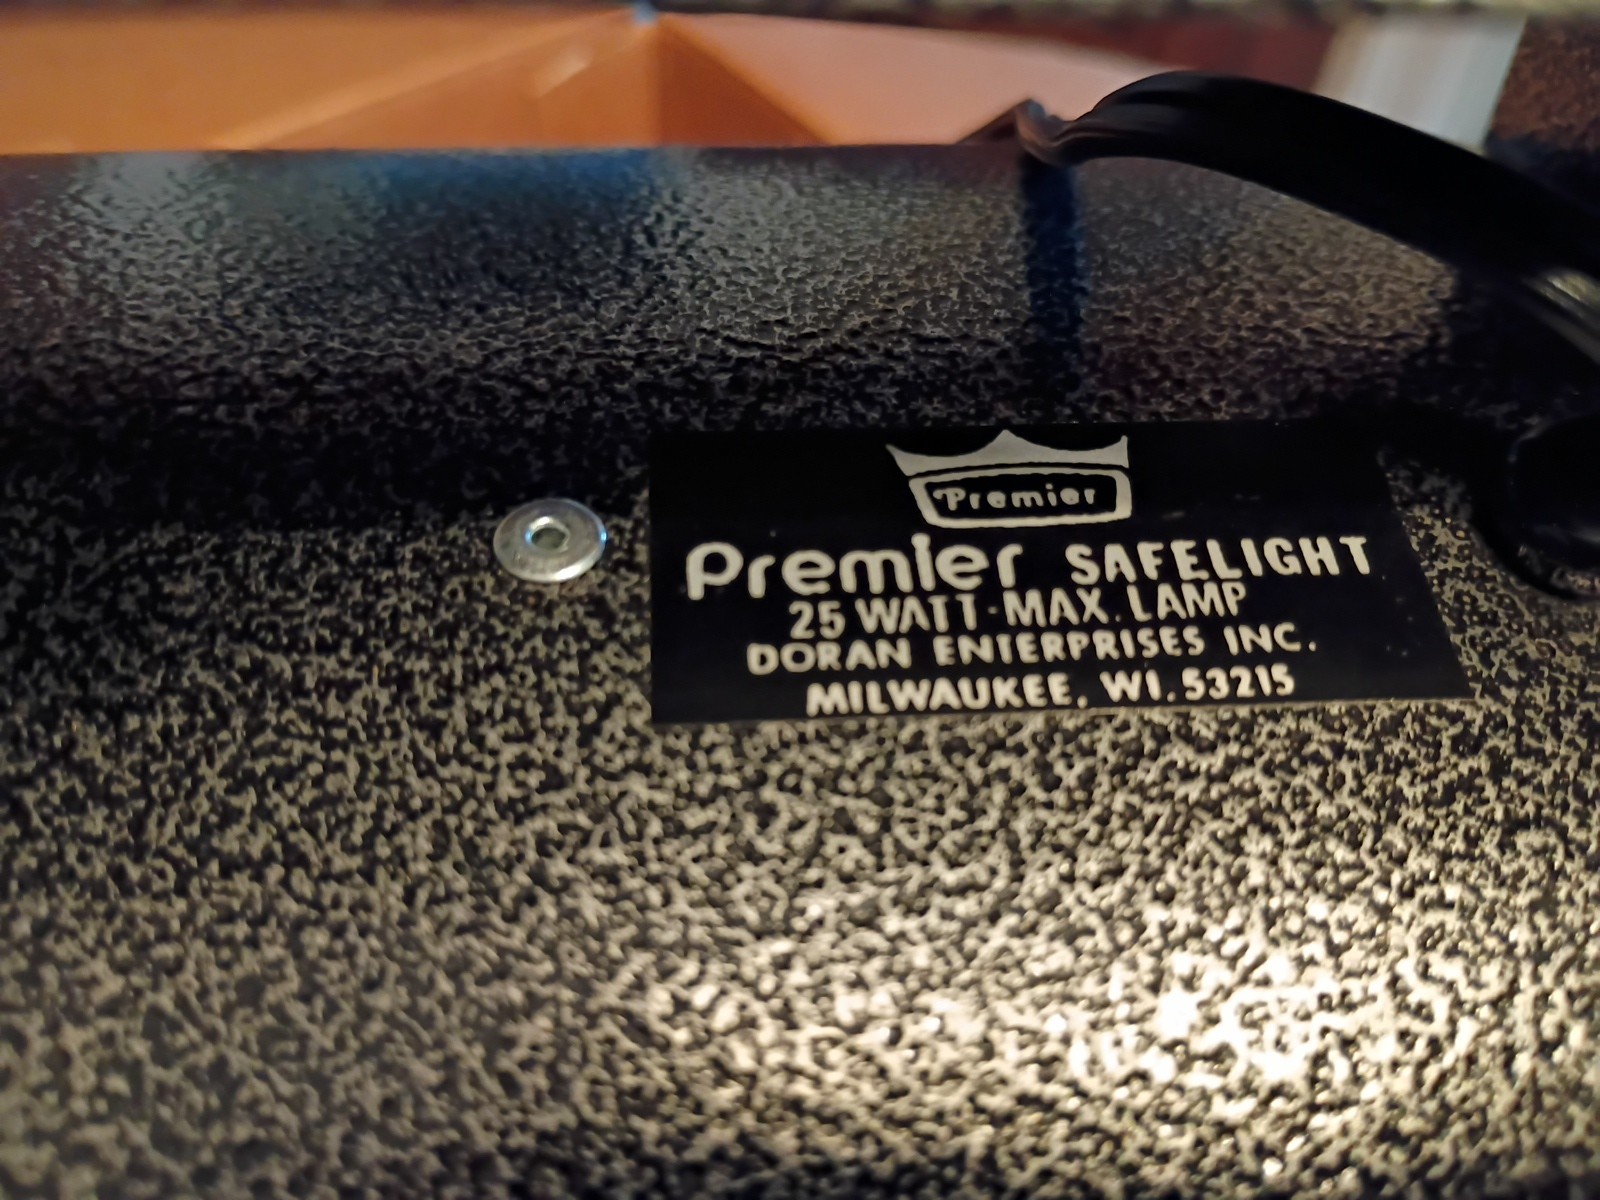 Premier
Premier SAFELIGHT
25 WATT-MAX. LAMP
DORAN ENTERPRISES INC.
MILWAUKEE, WI. 53215